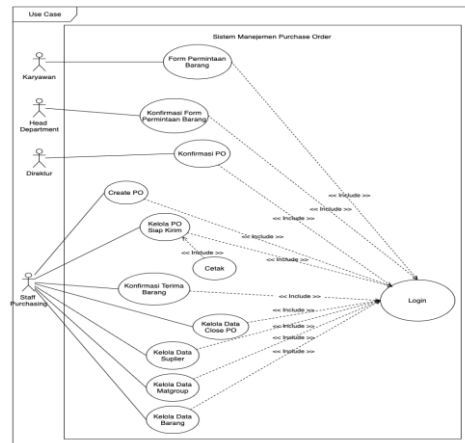 Use Case
Sistem Manejemen Purchase Order
Karyawan
Form Permintaan
Barang
Head
Department
Konfirmasi Form
Permintaan Barang
Direktur
Konfirmasi PO
<< Include >>
<< Include >>
<< Include >>
Create PO
Kelola PO
Siap Kirim
<< Include >>
<< Include >>
<< Include >>
Cetak
Staff
Purchasing
Konfirmasi Terima
Barang
<< Include >>
Login
Kelola Data
Close PO
<< Include >>
<< Include >>
Kelola Data
Suplier
<< Include >>
Kelola Data
Matgroup
<< Include >>
Kelola Data
Barang